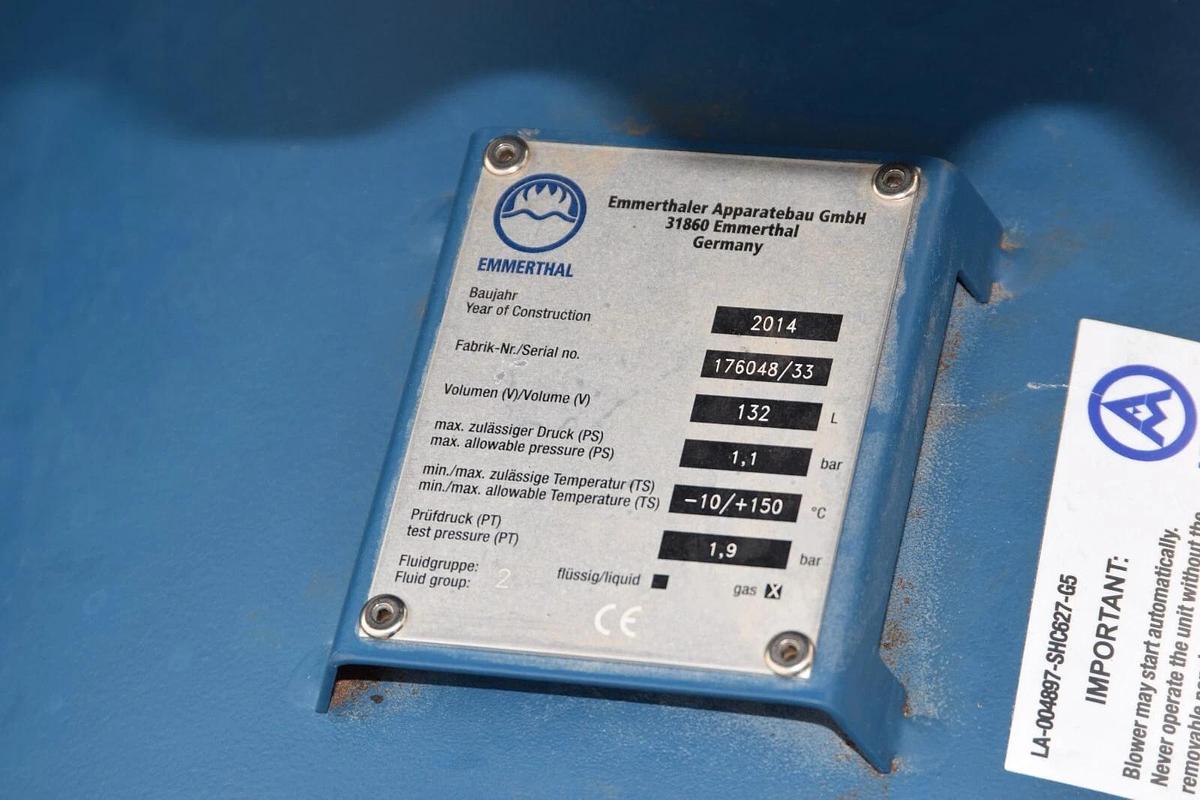 EMMERTHAL
Emmerthaler Apparatebau GmbH
31860 Emmerthal
Germany
Baujahr
Year of Construction 2014
Fabrik-Nr./Serial no. 176048/33
Volumen (V)/Volume (V) 132 L
max. zulässiger Druck (PS)
max. allowable pressure (PS) 1,1 bar
min./max. zulässige Temperatur (TS)
min./max. allowable Temperature (TS) -10/+150 °C
Prüfdruck (PT)
test pressure (PT) 1,9 bar
Fluidgruppe:
Fluid group: 2 flüssig/liquid gas X
CE
LA-004897-SHC627-G5
IMPORTANT:
Blower may start automatically.
Never operate the unit without the
removable